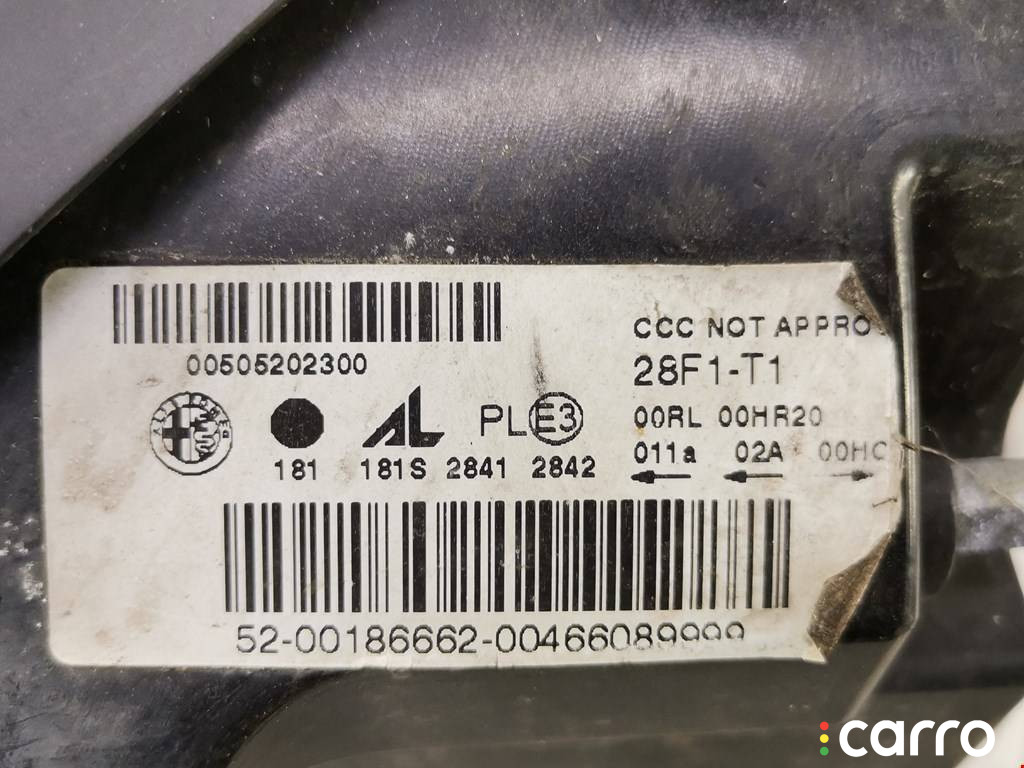 00505202300
CCC NOT APPRO
28F1-T1
PL E3
00RL 00HR20
181 181S 2841 2842
011a 02A 00HC
52-00186662-00466089999
carro